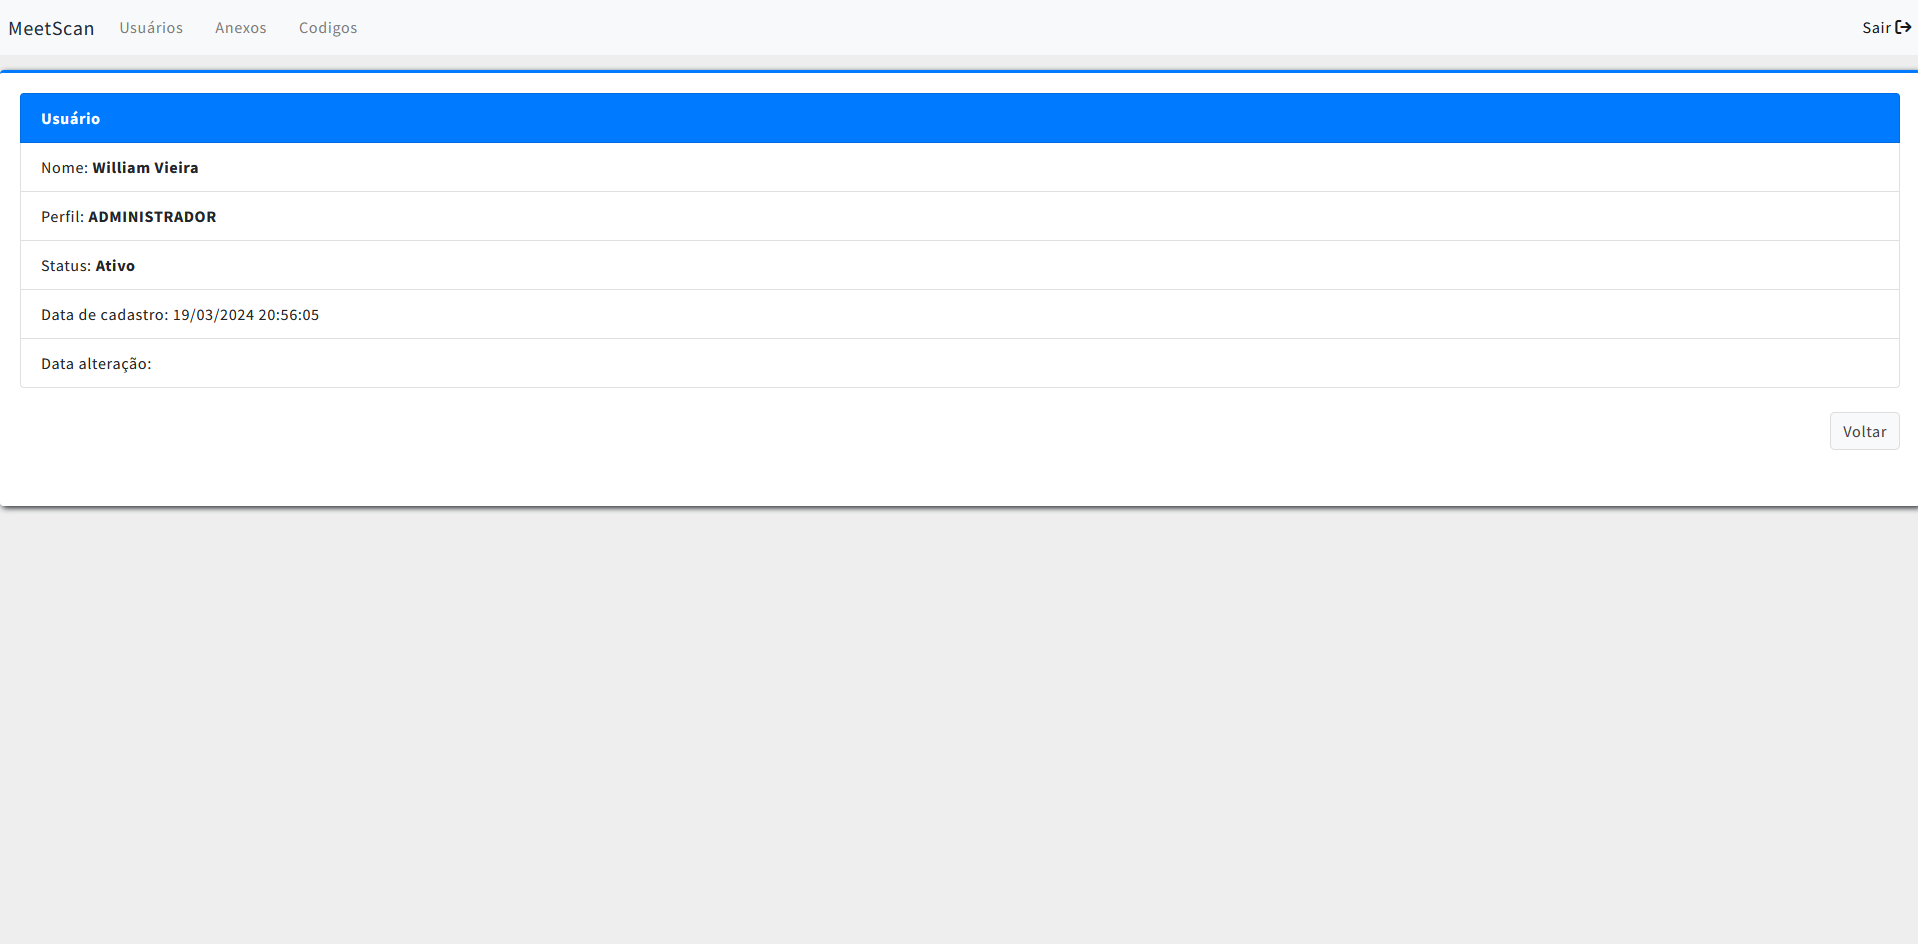 MeetScan Usuários Anexos Codigos Sair
Usuário
Nome: William Vieira
Perfil: ADMINISTRADOR
Status: Ativo
Data de cadastro: 19/03/2024 20:56:05
Data alteração:
Voltar